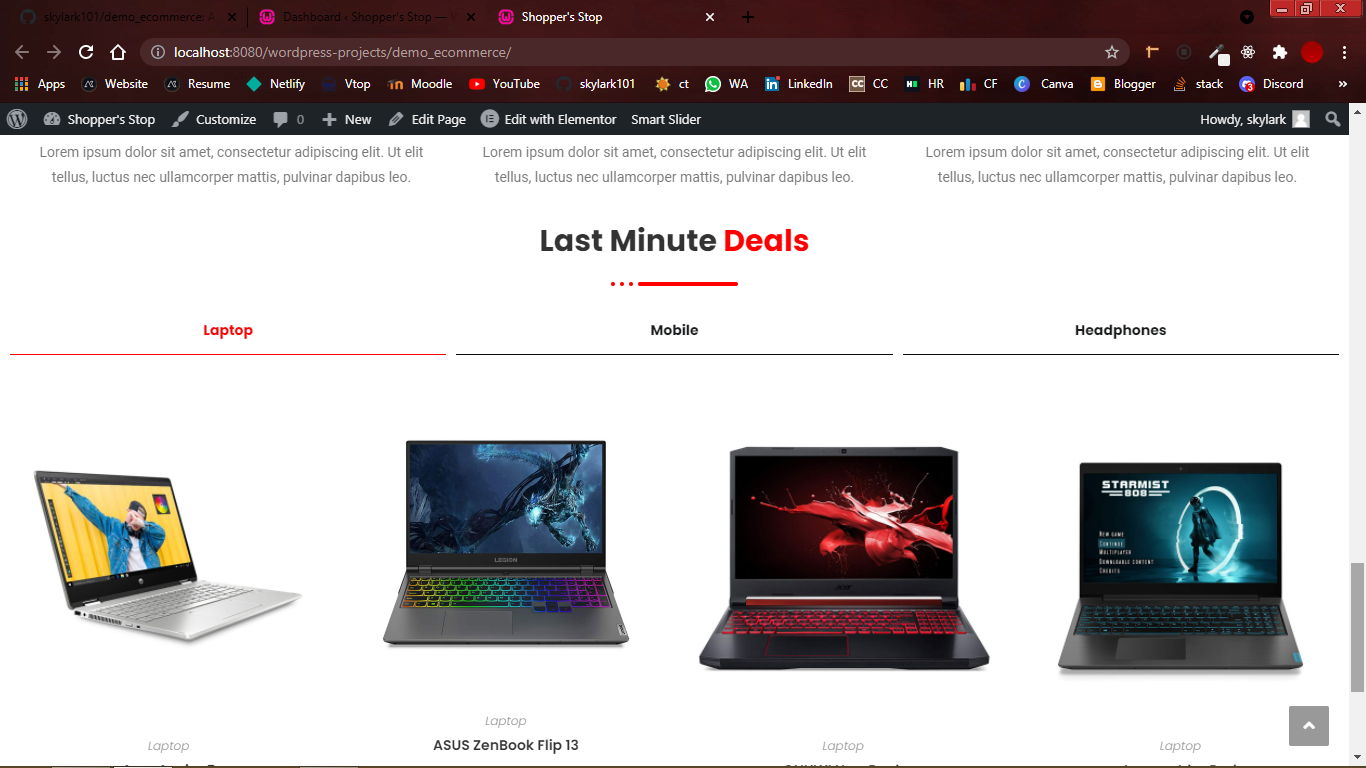 skylark101/demo_ecommerce: A
Dashboard ‹ Shopper's Stop —
Shopper's Stop
localhost:8080/wordpress-projects/demo_ecommerce/
Apps Website Resume Netlify Vtop Moodle YouTube skylark101 ct WA LinkedIn CC HR CF Canva Blogger stack Discord »
Shopper's Stop Customize 0 New Edit Page Edit with Elementor Smart Slider Howdy, skylark
Lorem ipsum dolor sit amet, consectetur adipiscing elit. Ut elit
tellus, luctus nec ullamcorper mattis, pulvinar dapibus leo.
Lorem ipsum dolor sit amet, consectetur adipiscing elit. Ut elit
tellus, luctus nec ullamcorper mattis, pulvinar dapibus leo.
Lorem ipsum dolor sit amet, consectetur adipiscing elit. Ut elit
tellus, luctus nec ullamcorper mattis, pulvinar dapibus leo.
Last Minute Deals
Laptop Mobile Headphones
LEGION
acer
STARMIST
808
NEW GAME
CONTINUE
MULTIPLAYER
DOWNLOADABLE CONTENT
CREDITS
Laptop
Laptop
ASUS ZenBook Flip 13
Laptop
Laptop